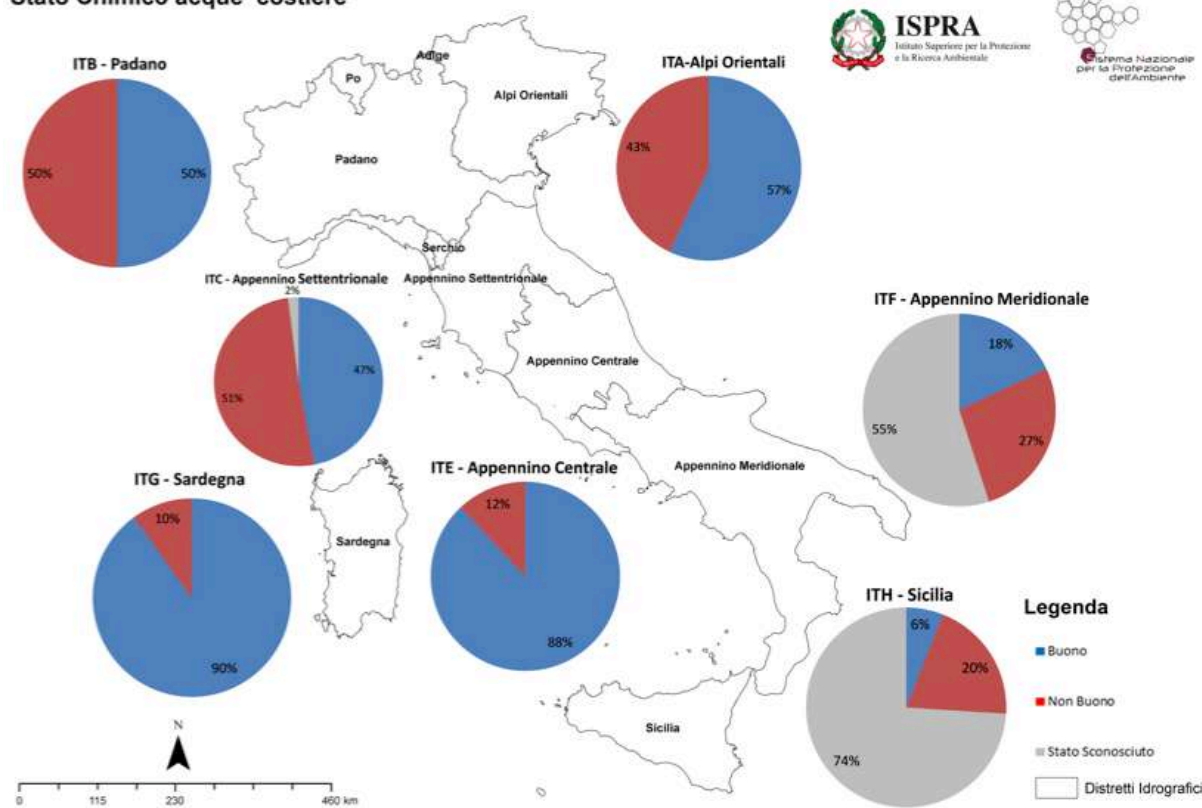 Stato Chimico acque costiere
ISPRA
Istituto Superiore per la Protezione
e la Ricerca Ambientale
Sistema Nazionale
per la Protezione
dell'Ambiente
ITB - Padano
50%
50%
Po
Adige
Alpi Orientali
Padano
ITA-Alpi Orientali
43%
57%
Serchio
Appennino Settentrionale
ITC - Appennino Settentrionale
2%
47%
51%
Appennino Centrale
ITF - Appennino Meridionale
18%
27%
55%
Appennino Meridionale
ITG - Sardegna
10%
90%
Sardegna
ITE - Appennino Centrale
12%
88%
ITH - Sicilia
6%
20%
74%
Sicilia
Legenda
Buono
Non Buono
Stato Sconosciuto
Distretti Idrografici
N
0 115 230 460 km